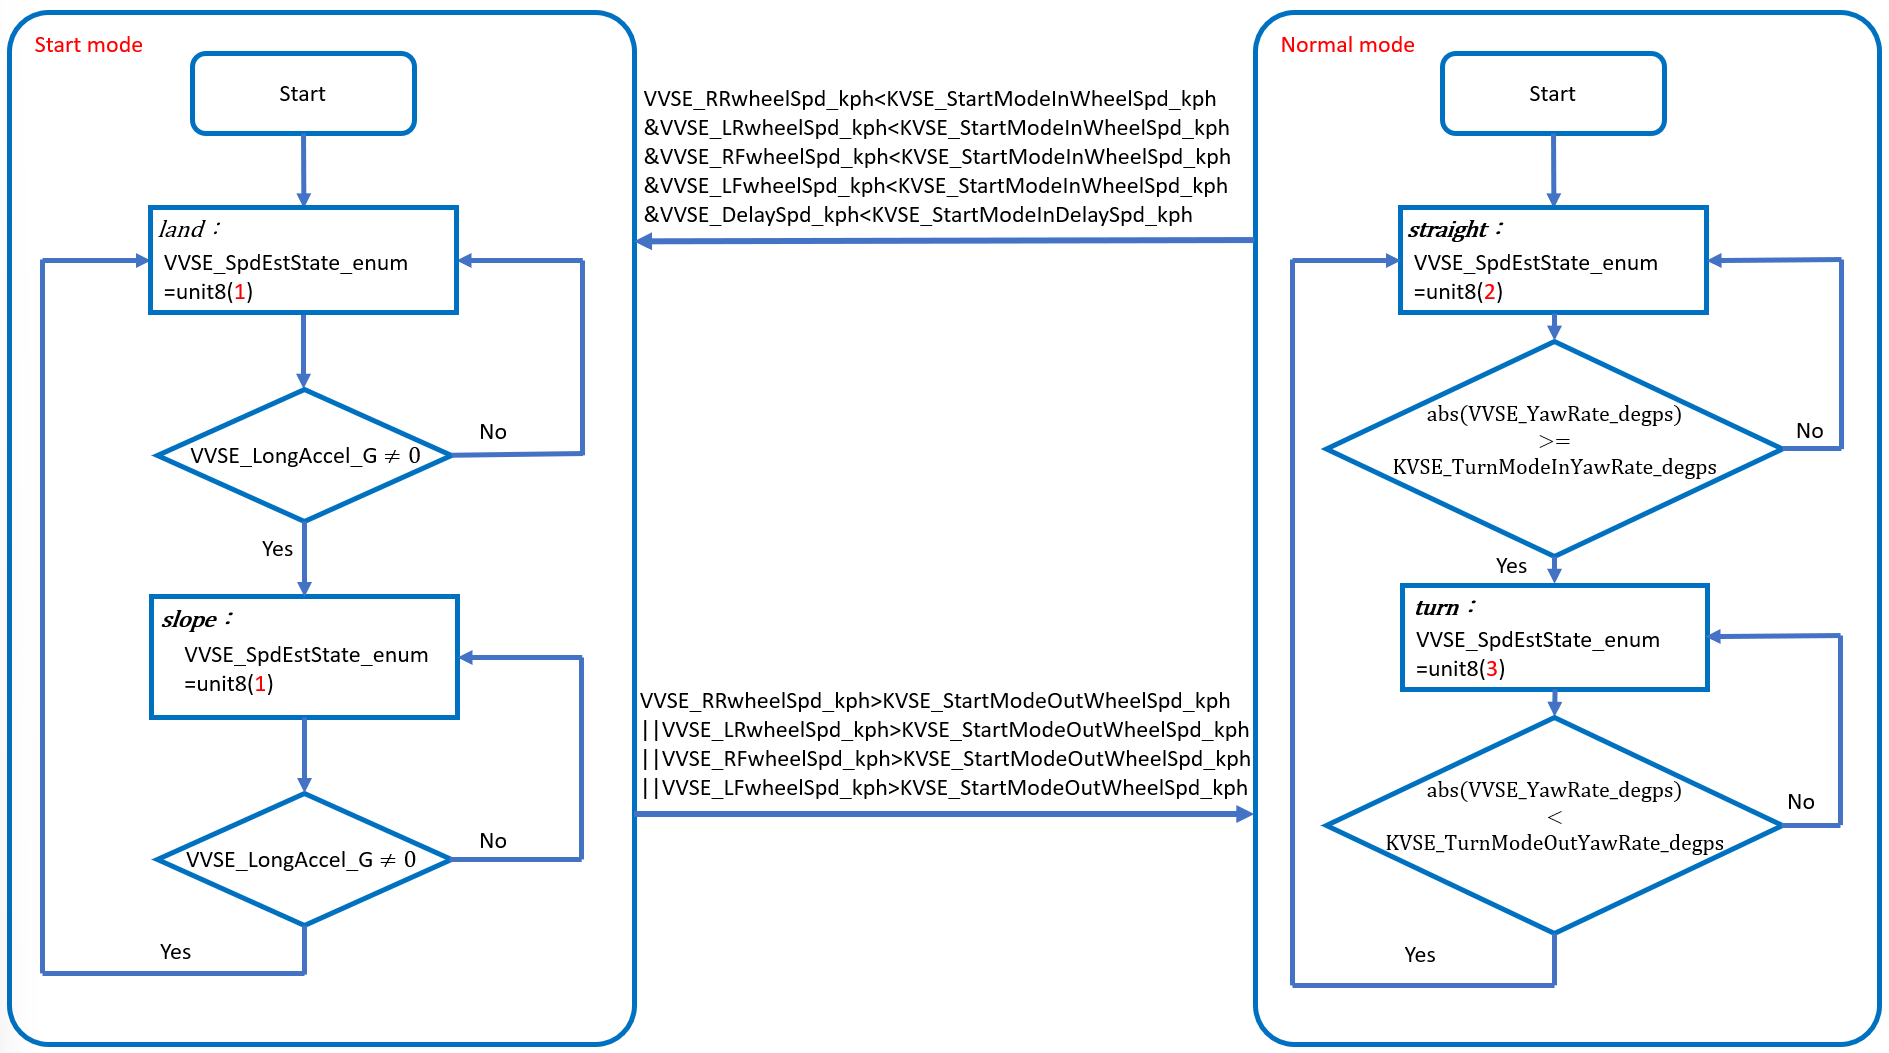 Start mode
Start
land：
VVSE_SpdEstState_enum
=unit8(1)
VVSE_LongAccel_G ≠ 0
No
Yes
slope：
VVSE_SpdEstState_enum
=unit8(1)
VVSE_LongAccel_G ≠ 0
No
Yes
VVSE_RRwheelSpd_kph<KVSE_StartModeInWheelSpd_kph
&VVSE_LRwheelSpd_kph<KVSE_StartModeInWheelSpd_kph
&VVSE_RFwheelSpd_kph<KVSE_StartModeInWheelSpd_kph
&VVSE_LFwheelSpd_kph<KVSE_StartModeInWheelSpd_kph
&VVSE_DelaySpd_kph<KVSE_StartModeInDelaySpd_kph
VVSE_RRwheelSpd_kph>KVSE_StartModeOutWheelSpd_kph
||VVSE_LRwheelSpd_kph>KVSE_StartModeOutWheelSpd_kph
||VVSE_RFwheelSpd_kph>KVSE_StartModeOutWheelSpd_kph
||VVSE_LFwheelSpd_kph>KVSE_StartModeOutWheelSpd_kph
Normal mode
Start
straight：
VVSE_SpdEstState_enum
=unit8(2)
abs(VVSE_YawRate_degps)
>=
KVSE_TurnModeInYawRate_degps
No
Yes
turn：
VVSE_SpdEstState_enum
=unit8(3)
abs(VVSE_YawRate_degps)
<
KVSE_TurnModeOutYawRate_degps
No
Yes